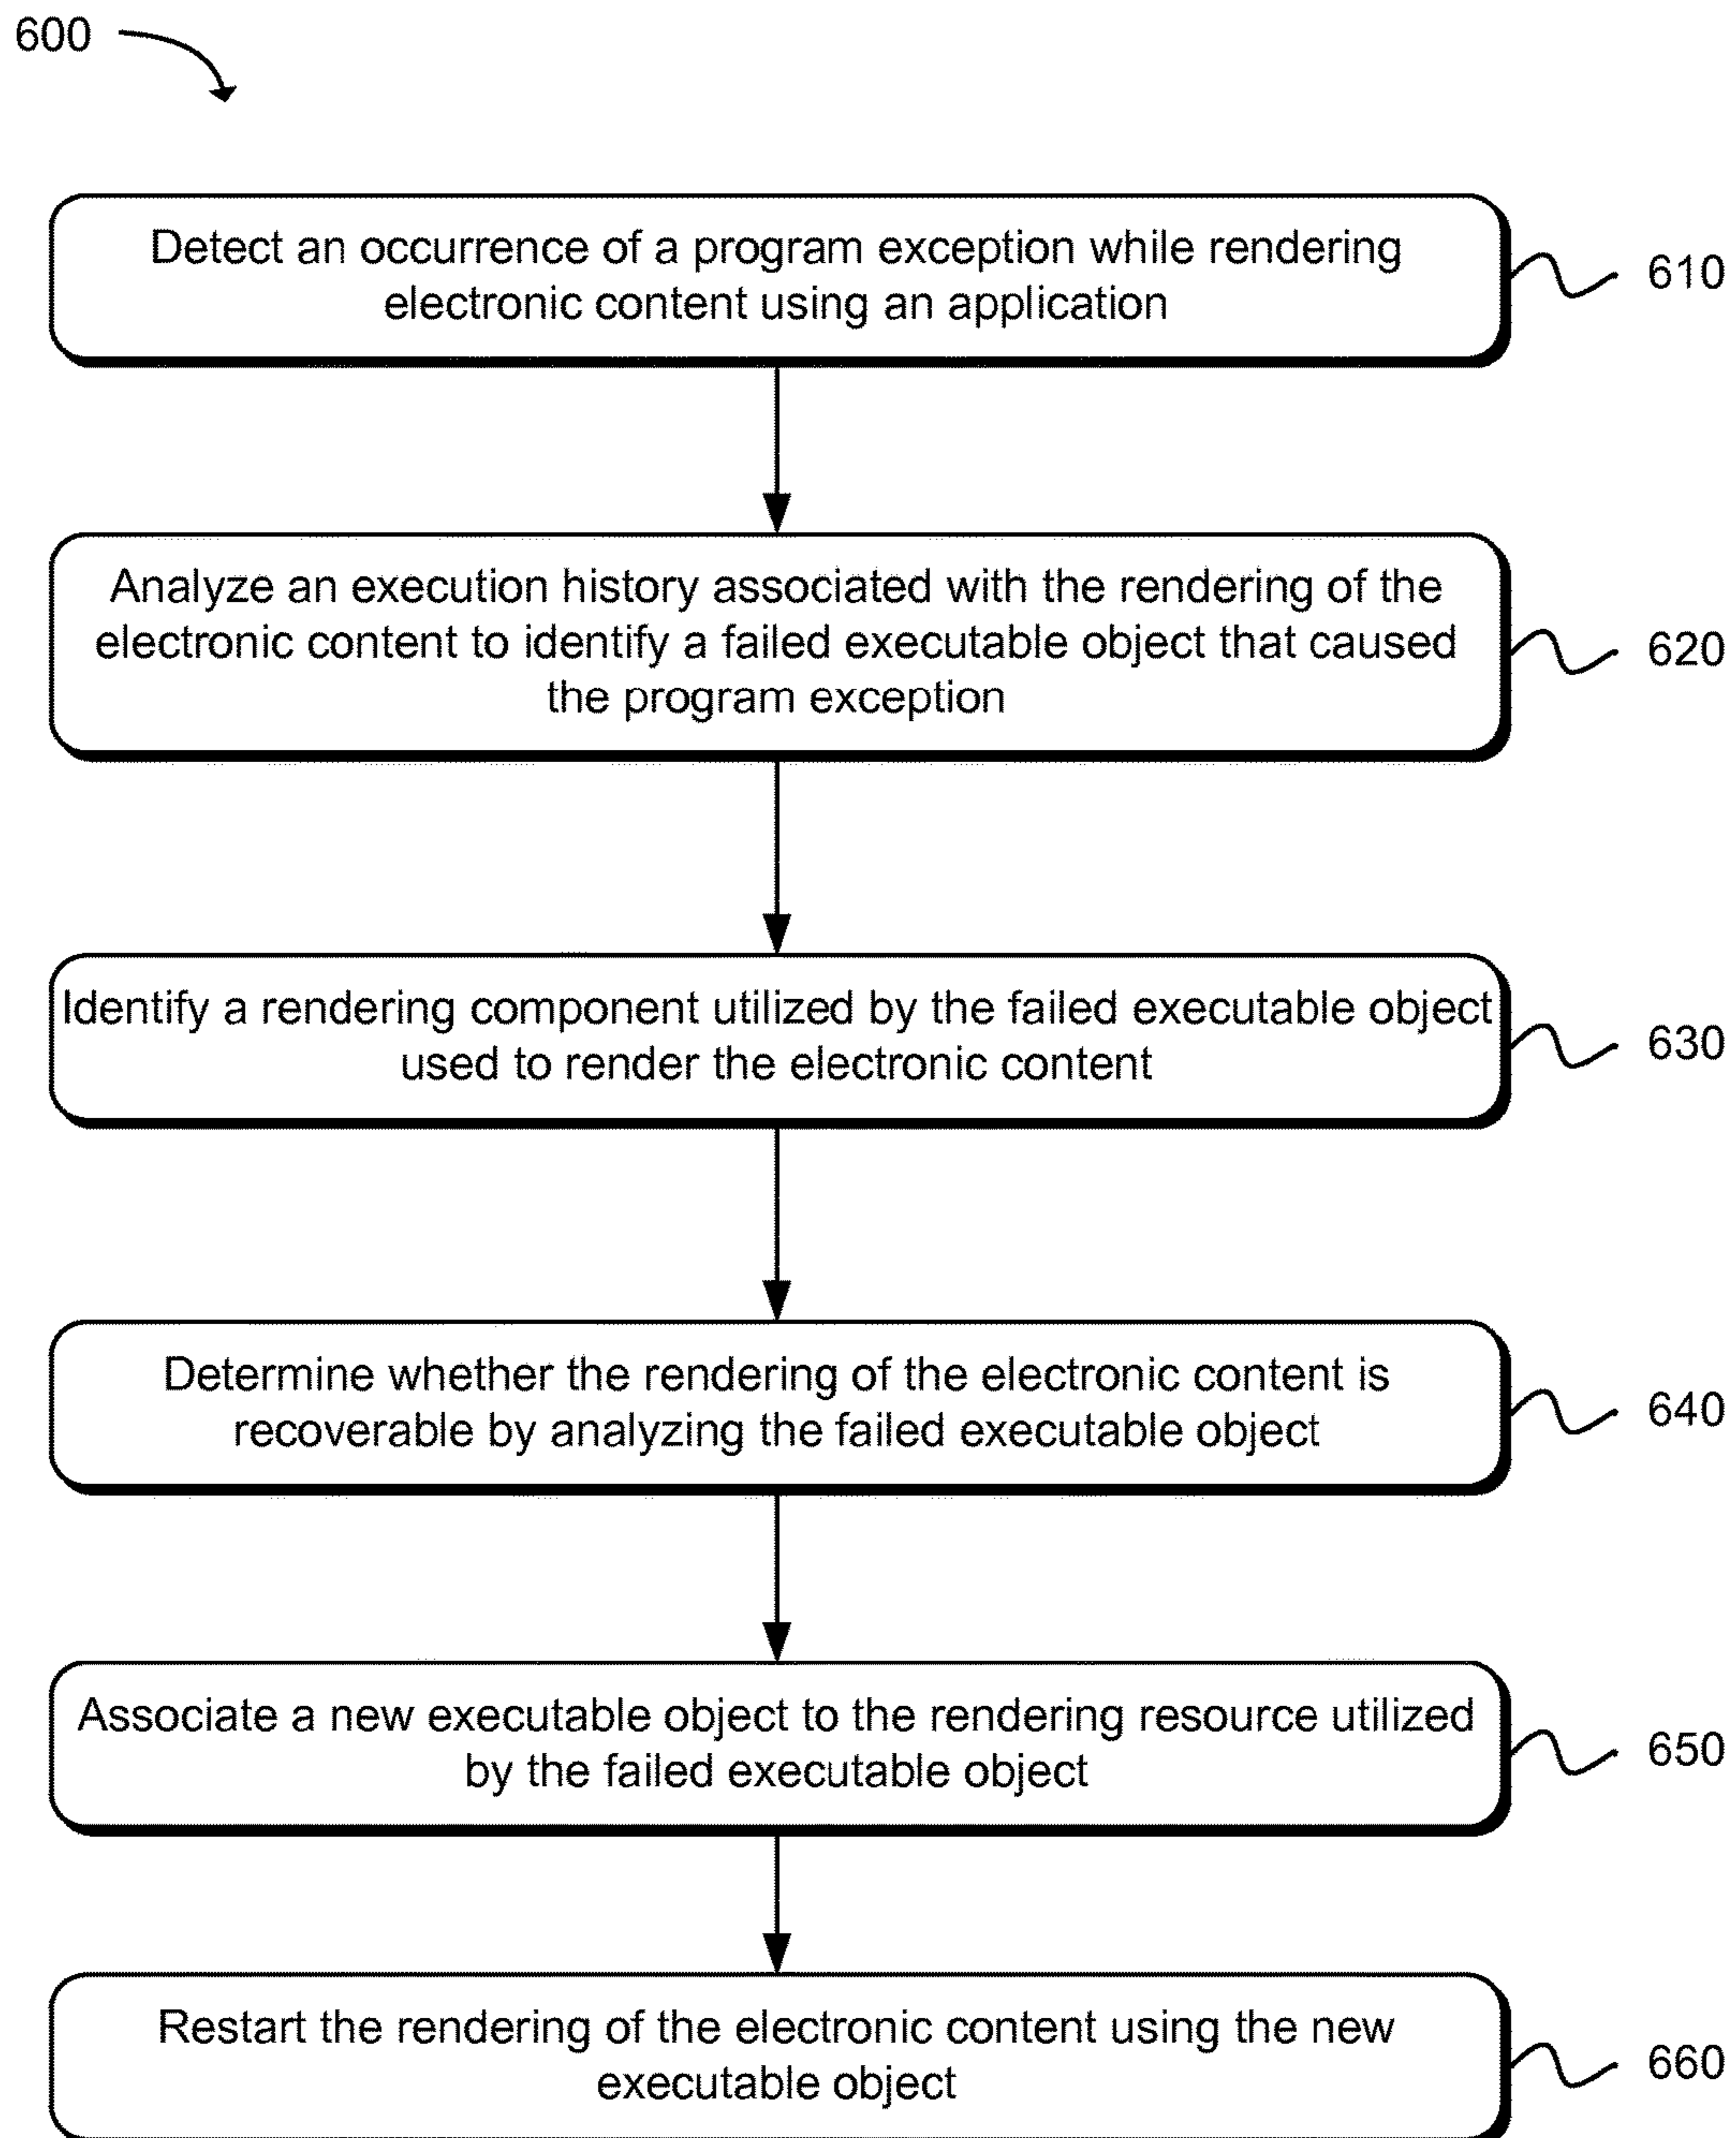 600
Detect an occurrence of a program exception while rendering
electronic content using an application
610
Analyze an execution history associated with the rendering of the
electronic content to identify a failed executable object that caused
the program exception
620
Identify a rendering component utilized by the failed executable object
used to render the electronic content
630
Determine whether the rendering of the electronic content is
recoverable by analyzing the failed executable object
640
Associate a new executable object to the rendering resource utilized
by the failed executable object
650
Restart the rendering of the electronic content using the new
executable object
660